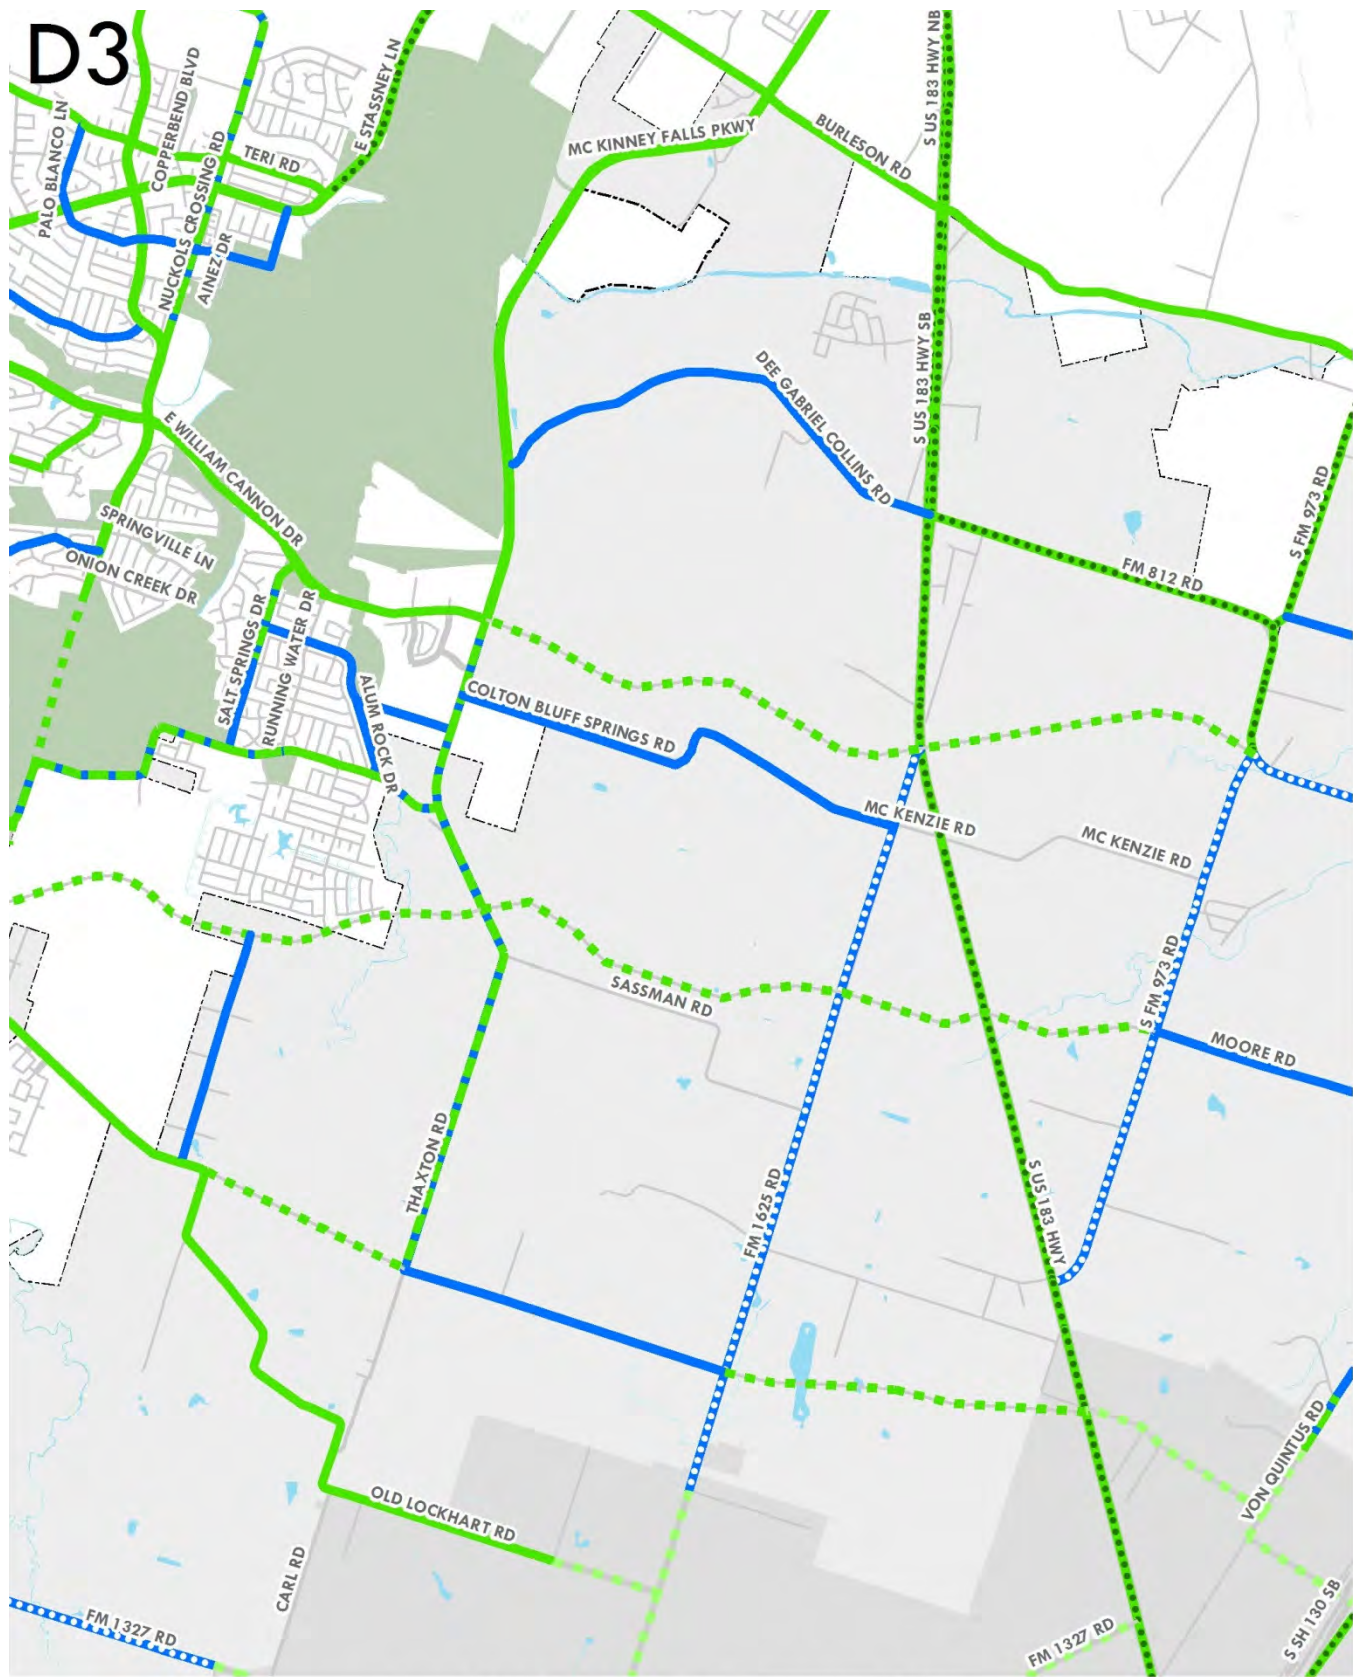 D3
PALO BLANCO LN
COPPERBEND BLVD
E STASSNEY LN
TERI RD
NUCKOLS CROSSING RD
AINEZ DR
MC KINNEY FALLS PKWY
BURLESON RD
S US 183 HWY NB
S US 183 HWY SB
DEE GABRIEL COLLINS RD
E WILLIAM CANNON DR
SPRINGVILLE LN
ONION CREEK DR
S FM 973 RD
FM 812 RD
SALT SPRINGS DR
RUNNING WATER DR
ALUM ROCK DR
COLTON BLUFF SPRINGS RD
MC KENZIE RD
MC KENZIE RD
SASSMAN RD
S FM 973 RD
MOORE RD
THAXTON RD
FM 1625 RD
S US 183 HWY
OLD LOCKHART RD
VON QUINTUS RD
CARL RD
FM 1327 RD
FM 1327 RD
S SH 130 SB